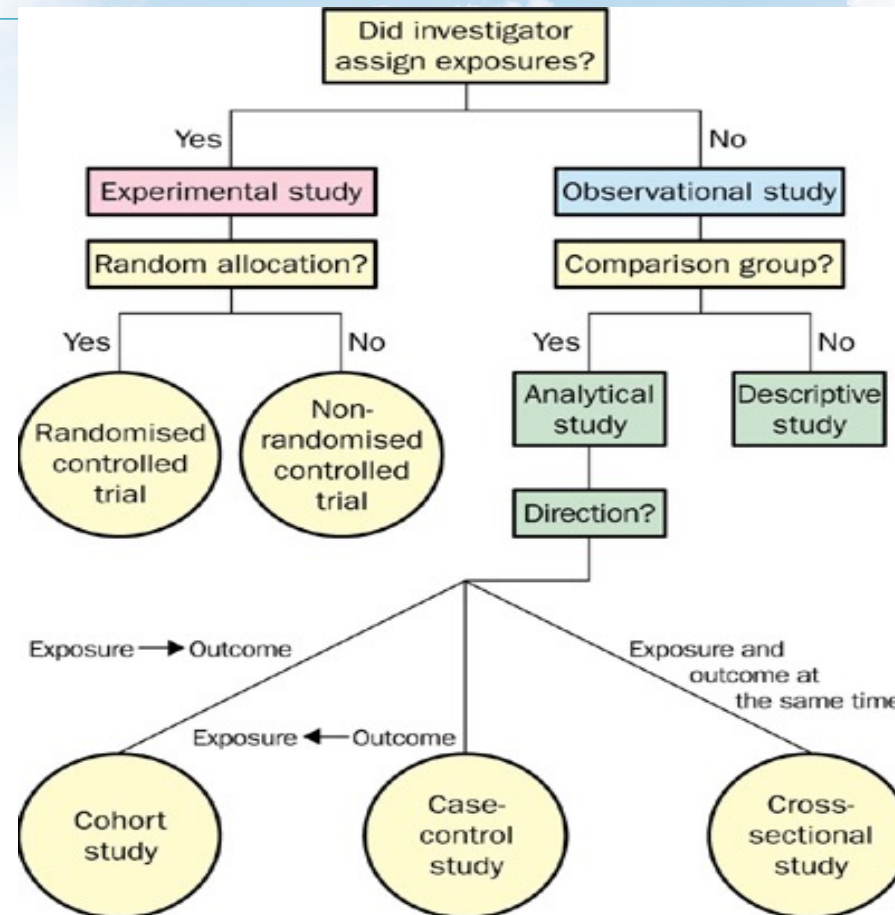 Did investigator
assign exposures?
Yes
No
Experimental study
Observational study
Random allocation?
Comparison group?
Yes
No
Yes
No
Randomised
controlled
trial
Non-
randomised
controlled
trial
Analytical
study
Descriptive
study
Direction?
Exposure → Outcome
Exposure and
outcome at
the same time
Exposure ← Outcome
Cohort
study
Case-
control
study
Cross-
sectional
study